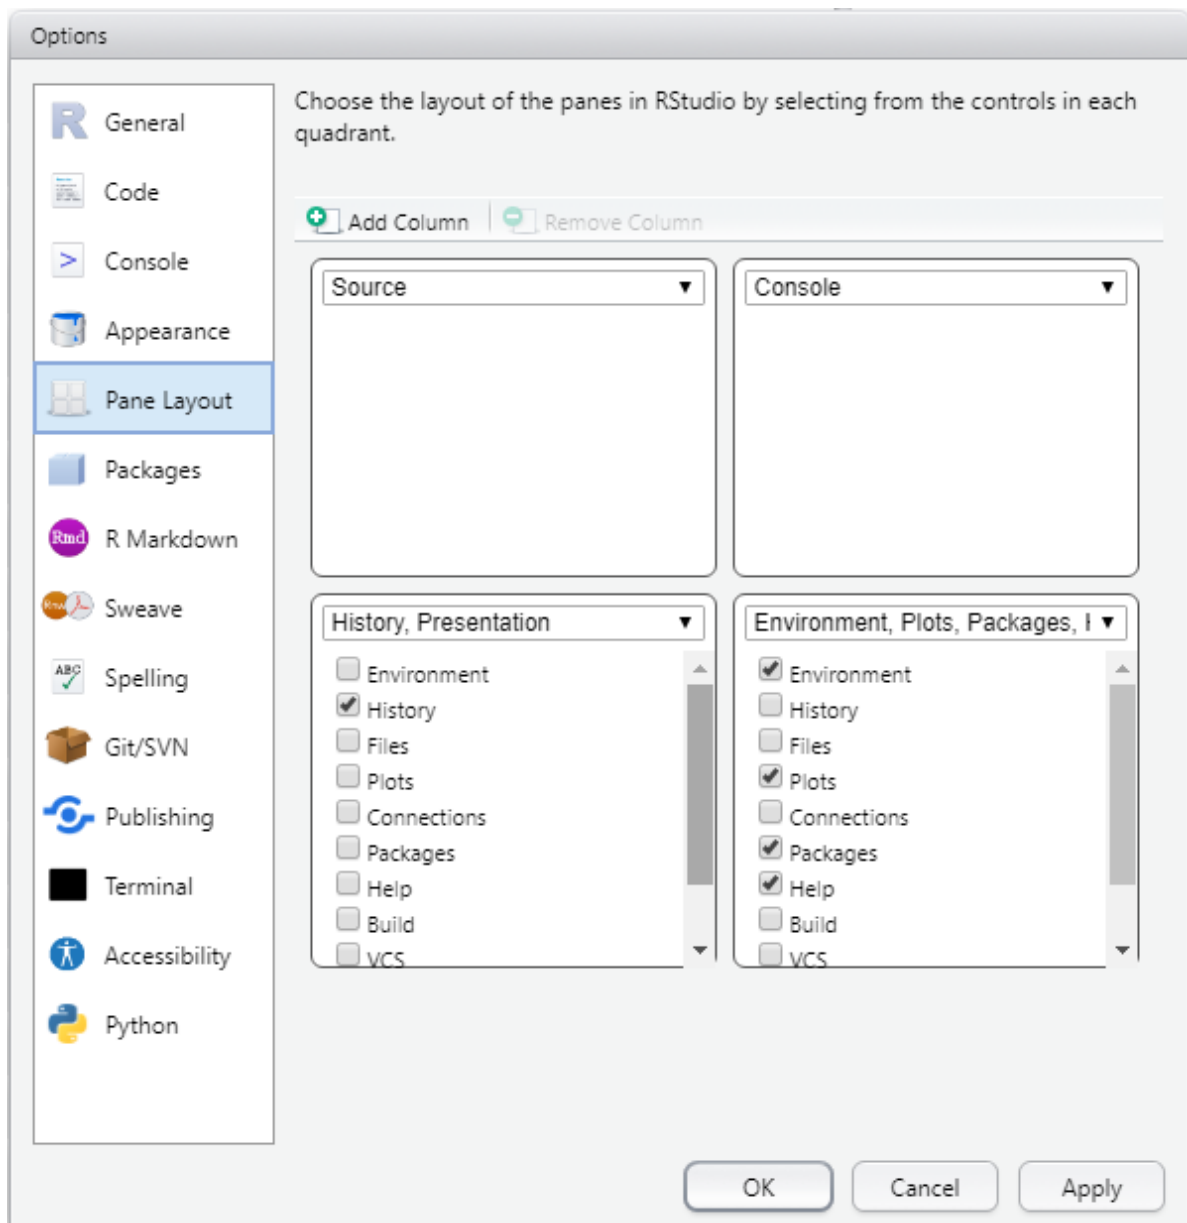 Options
General
Code
Console
Appearance
Pane Layout
Packages
R Markdown
Sweave
Spelling
Git/SVN
Publishing
Terminal
Accessibility
Python
Choose the layout of the panes in RStudio by selecting from the controls in each
quadrant.
Add Column
Remove Column
Source
Console
History, Presentation
Environment
History
Files
Plots
Connections
Packages
Help
Build
VCS
Environment, Plots, Packages,
Environment
History
Files
Plots
Connections
Packages
Help
Build
VCS
OK
Cancel
Apply